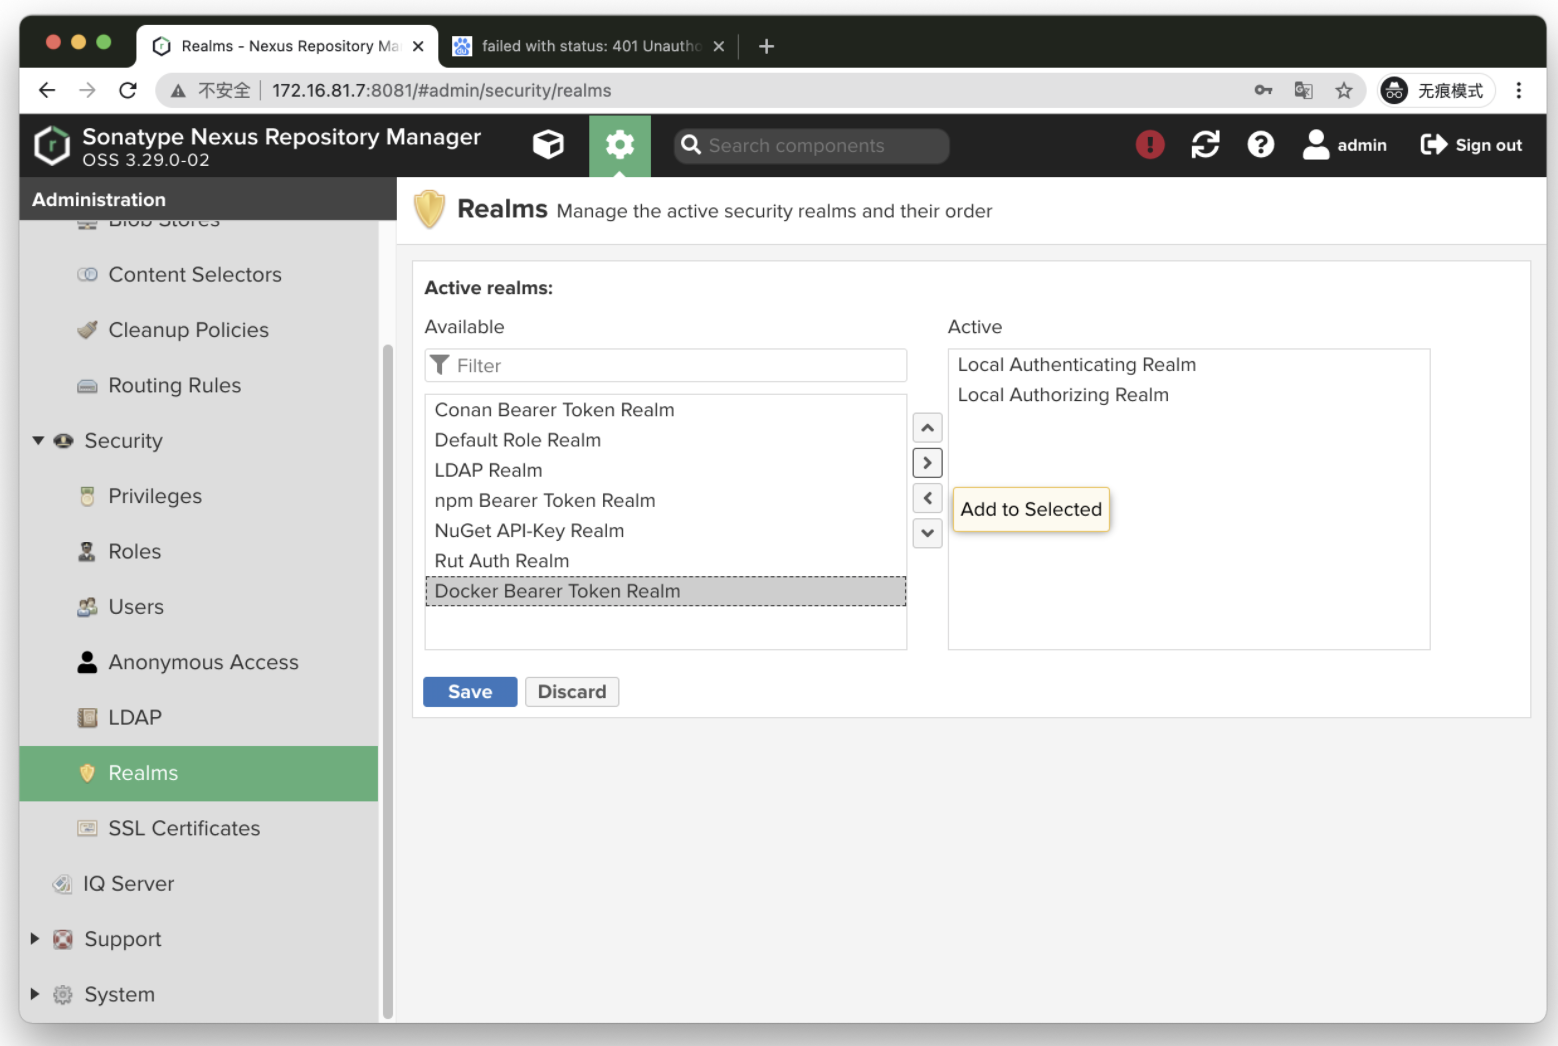 Realms - Nexus Repository Ma
failed with status: 401 Unautho
不安全
172.16.81.7:8081/#admin/security/realms
无痕模式
Sonatype Nexus Repository Manager
OSS 3.29.0-02
Search components
admin
Sign out
Administration
Blob Stores
Content Selectors
Cleanup Policies
Routing Rules
Security
Privileges
Roles
Users
Anonymous Access
LDAP
Realms
SSL Certificates
IQ Server
Support
System
Realms Manage the active security realms and their order
Active realms:
Available
Filter
Conan Bearer Token Realm
Default Role Realm
LDAP Realm
npm Bearer Token Realm
NuGet API-Key Realm
Rut Auth Realm
Docker Bearer Token Realm
Active
Local Authenticating Realm
Local Authorizing Realm
Add to Selected
Save
Discard